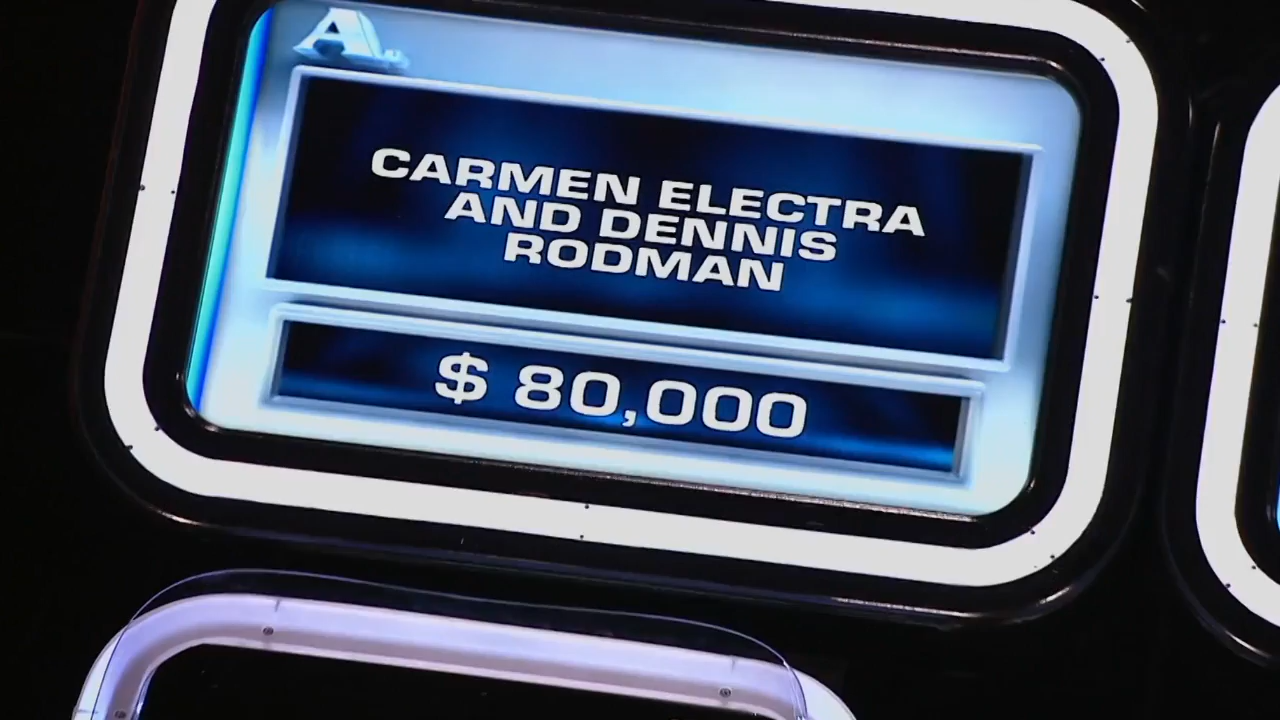 A.
CARMEN ELECTRA
AND DENNIS
RODMAN
$ 80,000